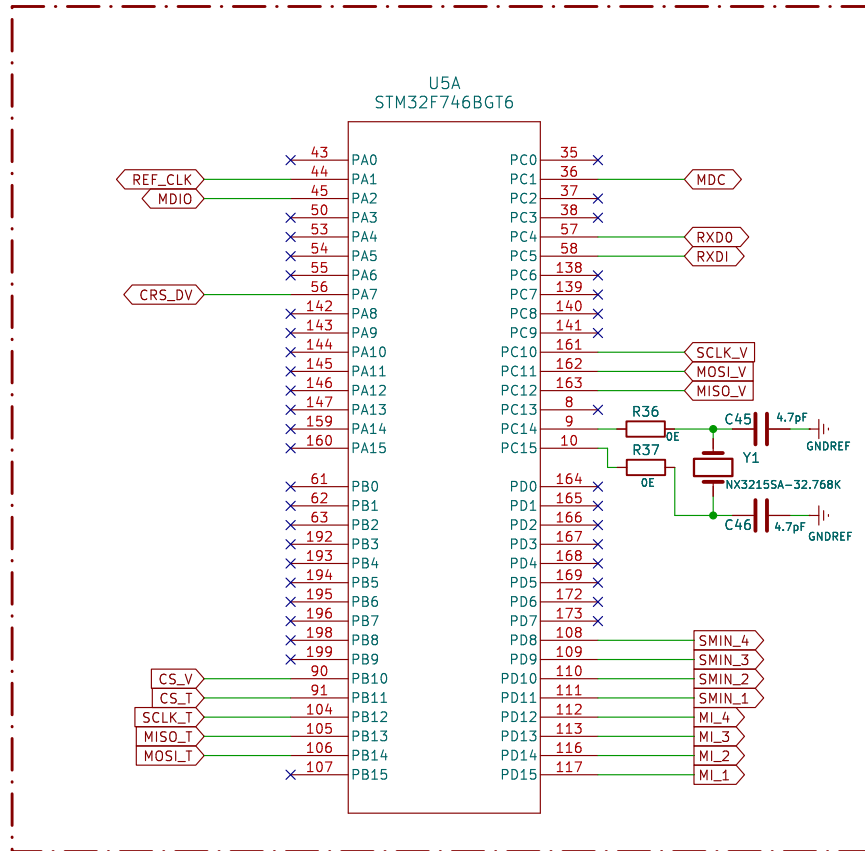 U5A
STM32F746BGT6
43 PA0 PC0 35
REF_CLK 44 PA1 PC1 36 MDC
MDIO 45 PA2 PC2 37
50 PA3 PC3 38
53 PA4 PC4 57 RXD0
54 PA5 PC5 58 RXDI
55 PA6 PC6 138
CRS_DV 56 PA7 PC7 139
142 PA8 PC8 140
143 PA9 PC9 141
144 PA10 PC10 161 SCLK_V
145 PA11 PC11 162 MOSI_V
146 PA12 PC12 163 MISO_V
147 PA13 PC13 8
159 PA14 PC14 9 R36 0E C45 4.7pF GNDREF
160 PA15 PC15 10 R37 0E Y1
NX3215SA-32.768K
61 PB0 PD0 164
62 PB1 PD1 165
63 PB2 PD2 166 C46 4.7pF GNDREF
192 PB3 PD3 167
193 PB4 PD4 168
194 PB5 PD5 169
195 PB6 PD6 172
196 PB7 PD7 173
198 PB8 PD8 108 SMIN_4
199 PB9 PD9 109 SMIN_3
CS_V 90 PB10 PD10 110 SMIN_2
CS_T 91 PB11 PD11 111 SMIN_1
SCLK_T 104 PB12 PD12 112 MI_4
MISO_T 105 PB13 PD13 113 MI_3
MOSI_T 106 PB14 PD14 116 MI_2
107 PB15 PD15 117 MI_1